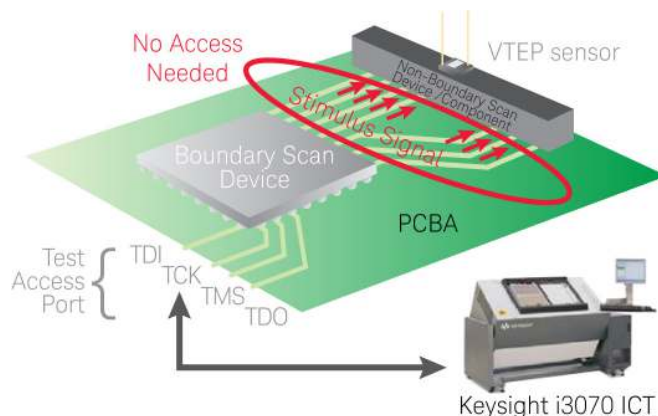 No Access
Needed
VTEP sensor
Non-Boundary Scan
Device /Component
Stimulus Signal
Boundary Scan
Device
PCBA
Test
Access
Port
TDI
TCK
TMS
TDO
Keysight i3070 ICT